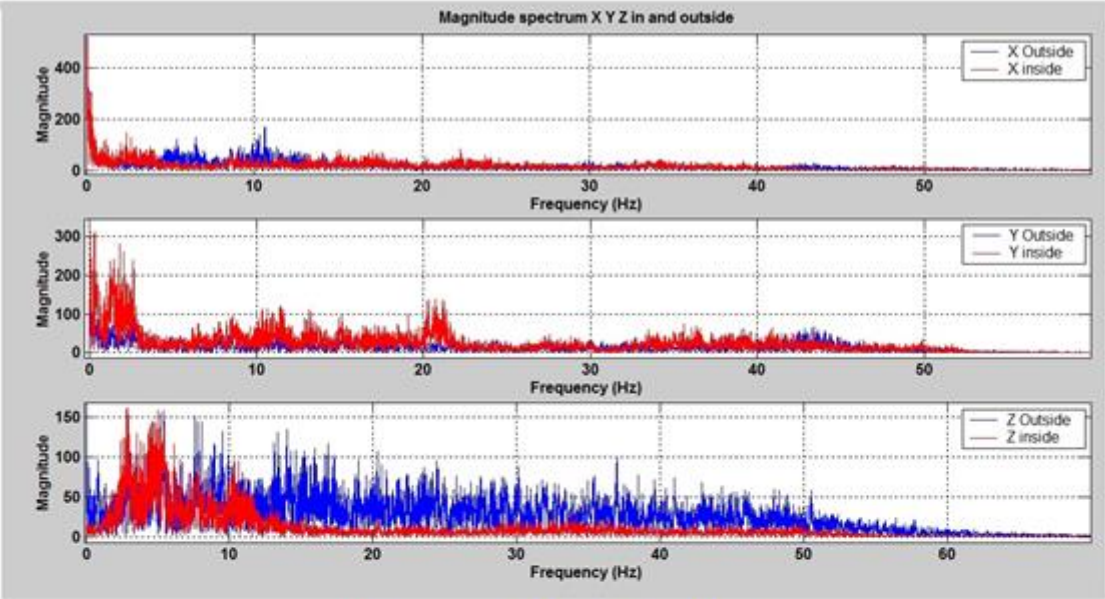 Magnitude spectrum X Y Z in and outside
Magnitude
400
200
0
X Outside
X inside
0 10 20 30 40 50
Frequency (Hz)
Magnitude
300
200
100
0
Y Outside
Y inside
0 10 20 30 40 50
Frequency (Hz)
Magnitude
150
100
50
0
Z Outside
Z inside
0 10 20 30 40 50 60
Frequency (Hz)